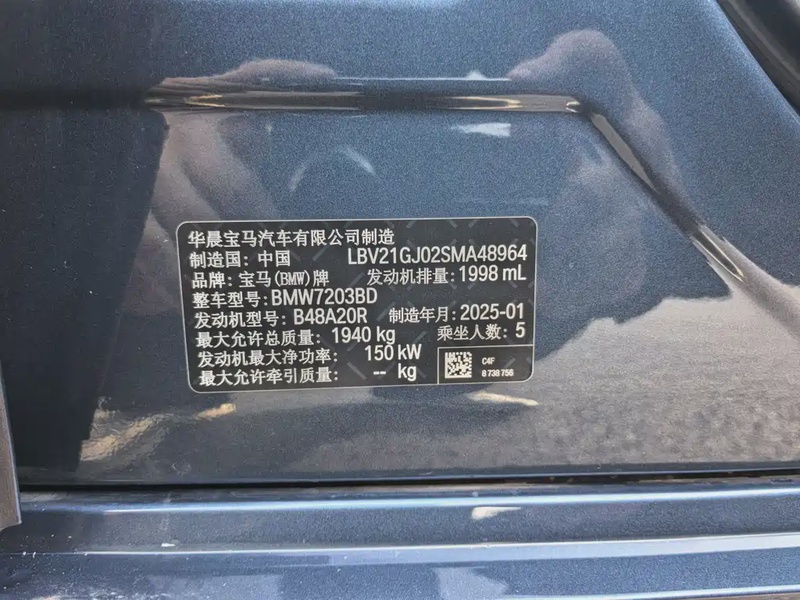 华晨宝马汽车有限公司制造
制造国: 中国 LBV21GJ02SMA48964
品牌: 宝马(BMW)牌 发动机排量: 1998 mL
整车型号: BMW7203BD
发动机型号: B48A20R 制造年月: 2025-01
最大允许总质量: 1940 kg 乘坐人数: 5
发动机最大净功率: 150 kW
最大允许牵引质量: -- kg
C4F
8738756